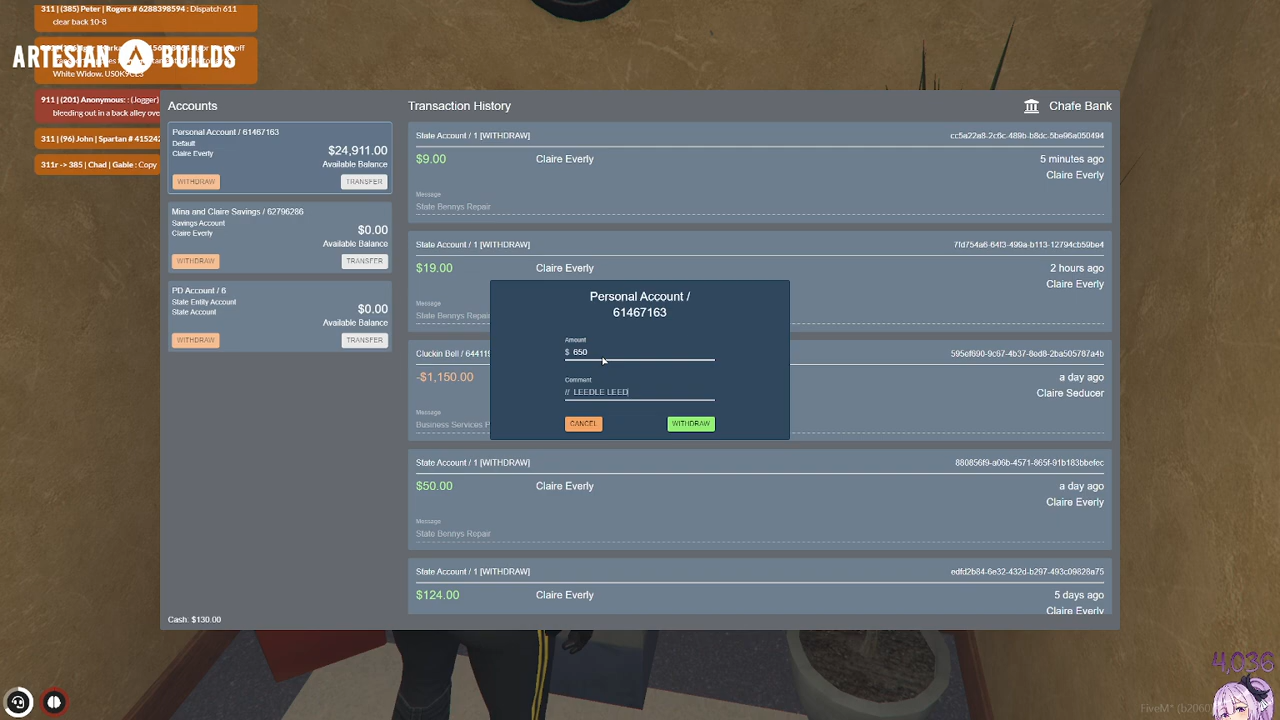 311 | (385) Peter | Rogers # 6288398594 : Dispatch 611
clear back 10-8
ARTESIAN BUILDS
White Widow.
911 | (201) Anonymous: : (Jogger)
bleeding out in a back alley ove
311 | (96) John | Spartan # 415242
311r -> 385 | Chad | Gable : Copy
Accounts
Personal Account / 61467163
Default
Claire Everly
$24,911.00
Available Balance
WITHDRAW
TRANSFER
Mina and Claire Savings / 62796286
Savings Account
Claire Everly
$0.00
Available Balance
WITHDRAW
TRANSFER
PD Account / 6
State Entity Account
State Account
$0.00
Available Balance
WITHDRAW
TRANSFER
Cash: $130.00
Transaction History
Chafe Bank
State Account / 1 [WITHDRAW]
cc5a22a8-2c6c-489b-b8dc-5be96a050494
$9.00
Claire Everly
5 minutes ago
Claire Everly
Message
State Bennys Repair
State Account / 1 [WITHDRAW]
7fd754a6-64f3-499a-b113-12794cb59be4
$19.00
Claire Everly
2 hours ago
Claire Everly
Message
State Bennys Repair
Cluckin Bell /
595ef690-9c67-4b37-8ed8-2ba505787a4b
-$1,150.00
a day ago
Claire Seducer
Message
Business Services P
State Account / 1 [WITHDRAW]
880856f9-a06b-4571-865f-91b183bbefec
$50.00
Claire Everly
a day ago
Claire Everly
Message
State Bennys Repair
State Account / 1 [WITHDRAW]
edfd2b84-6e32-432d-b297-493c09828a75
$124.00
Claire Everly
5 days ago
Claire Everly
Personal Account /
61467163
Amount
$ 650
Comment
// LEEDLE LEED
CANCEL
WITHDRAW
4,036
FiveM* (b2060)